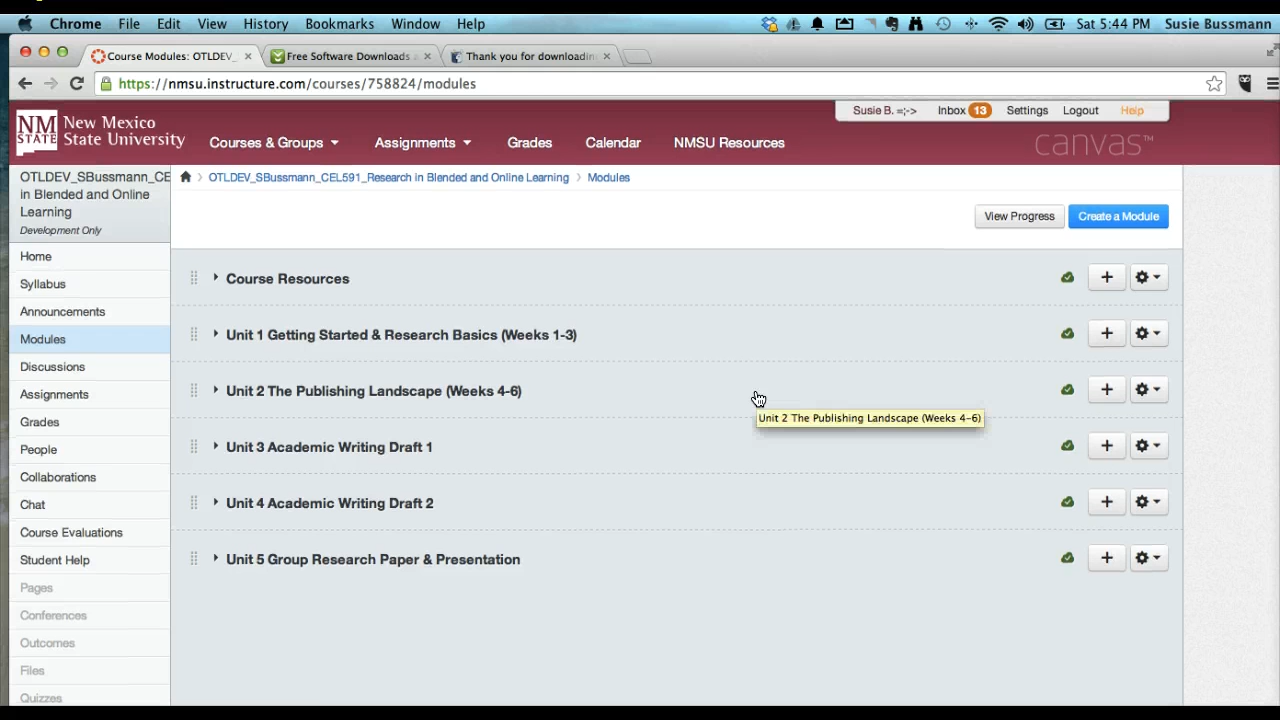 Chrome File Edit View History Bookmarks Window Help Sat 5:44 PM Susie Bussmann
Course Modules: OTLDEV_ Free Software Downloads a Thank you for downloading
https://nmsu.instructure.com/courses/758824/modules
Susie B. =;-> Inbox 13 Settings Logout Help
NM STATE New Mexico State University
Courses & Groups Assignments Grades Calendar NMSU Resources canvas™
OTLDEV_SBussmann_CE
in Blended and Online
Learning
Development Only
OTLDEV_SBussmann_CEL591_Research in Blended and Online Learning Modules
View Progress Create a Module
Home
Syllabus
Announcements
Modules
Discussions
Assignments
Grades
People
Collaborations
Chat
Course Evaluations
Student Help
Pages
Conferences
Outcomes
Files
Quizzes
Course Resources
Unit 1 Getting Started & Research Basics (Weeks 1-3)
Unit 2 The Publishing Landscape (Weeks 4-6)
Unit 2 The Publishing Landscape (Weeks 4-6)
Unit 3 Academic Writing Draft 1
Unit 4 Academic Writing Draft 2
Unit 5 Group Research Paper & Presentation